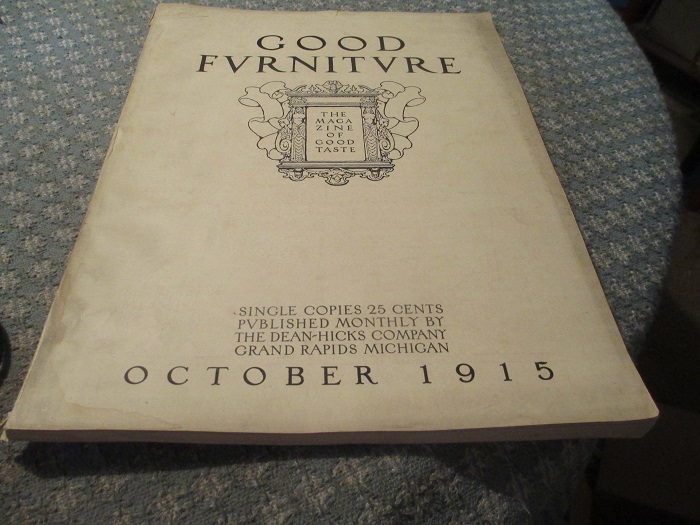 GOOD
FVRNITVRE
THE
MAGA
ZINE
OF
GOOD
TASTE
SINGLE COPIES 25 CENTS
PVBLISHED MONTHLY BY
THE DEAN-HICKS COMPANY
GRAND RAPIDS MICHIGAN
OCTOBER 1915